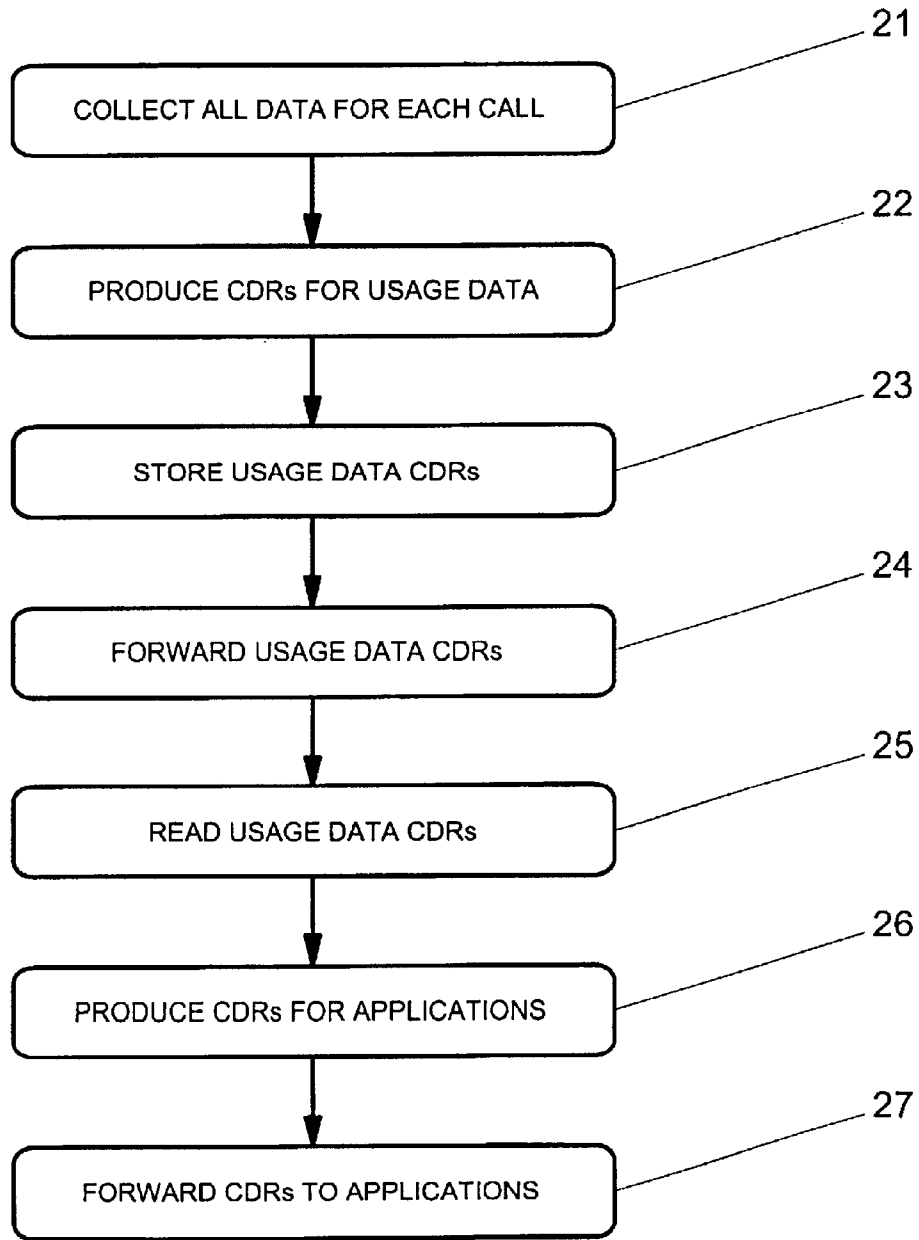 21
COLLECT ALL DATA FOR EACH CALL
22
PRODUCE CDRs FOR USAGE DATA
23
STORE USAGE DATA CDRs
24
FORWARD USAGE DATA CDRs
25
READ USAGE DATA CDRs
26
PRODUCE CDRs FOR APPLICATIONS
27
FORWARD CDRs TO APPLICATIONS